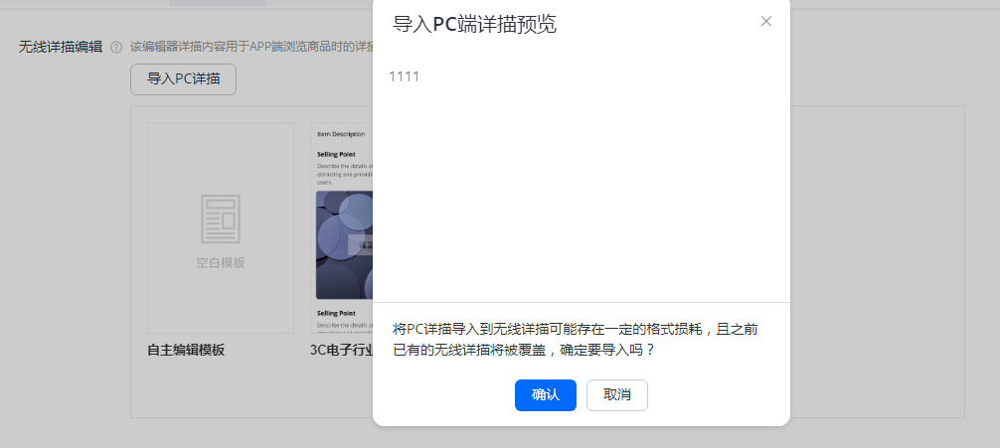 导入PC端详描预览
无线详描编辑
该编辑器详描内容用于APP端浏览商品时的详描
导入PC详描
1111
Item Description
Selling Point
Describe the details of
attracting and providing
users.
空白模板
Selling Point
Describe the details of
自主编辑模板
3C电子行业
将PC详描导入到无线详描可能存在一定的格式损耗，且之前
已有的无线详描将被覆盖，确定要导入吗？
确认
取消